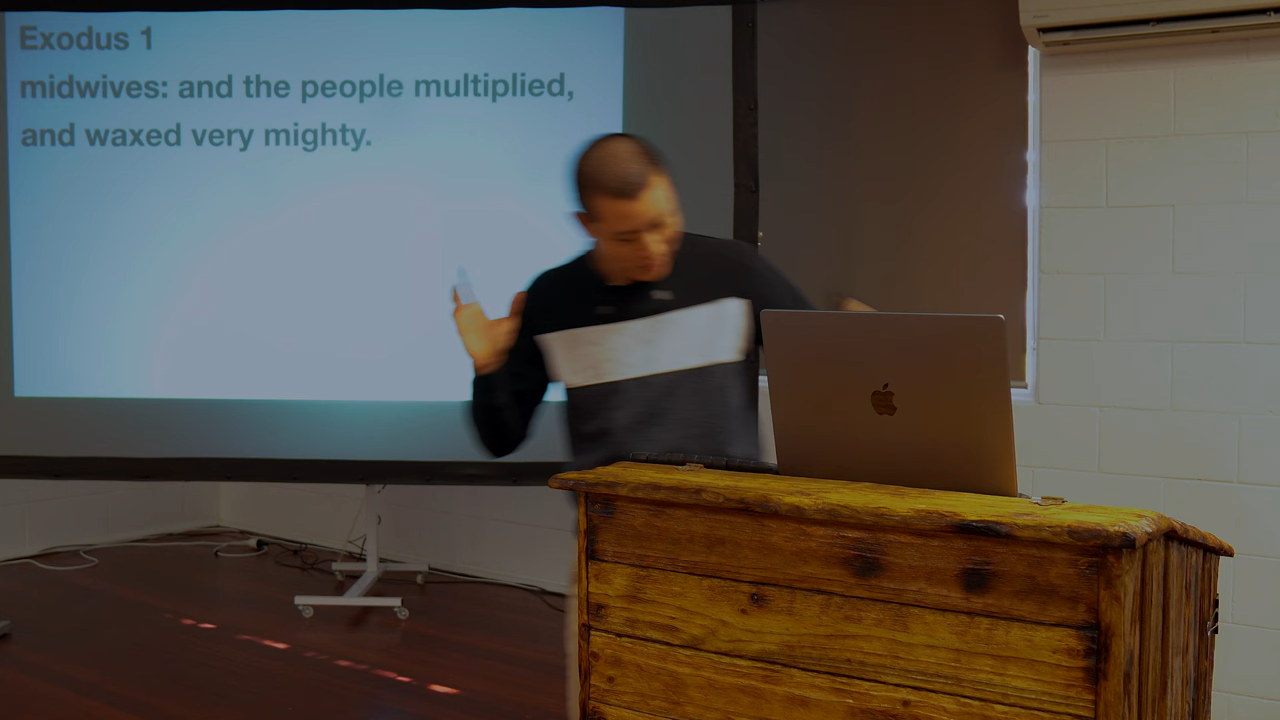 Exodus 1
midwives: and the people multiplied,
and waxed very mighty.